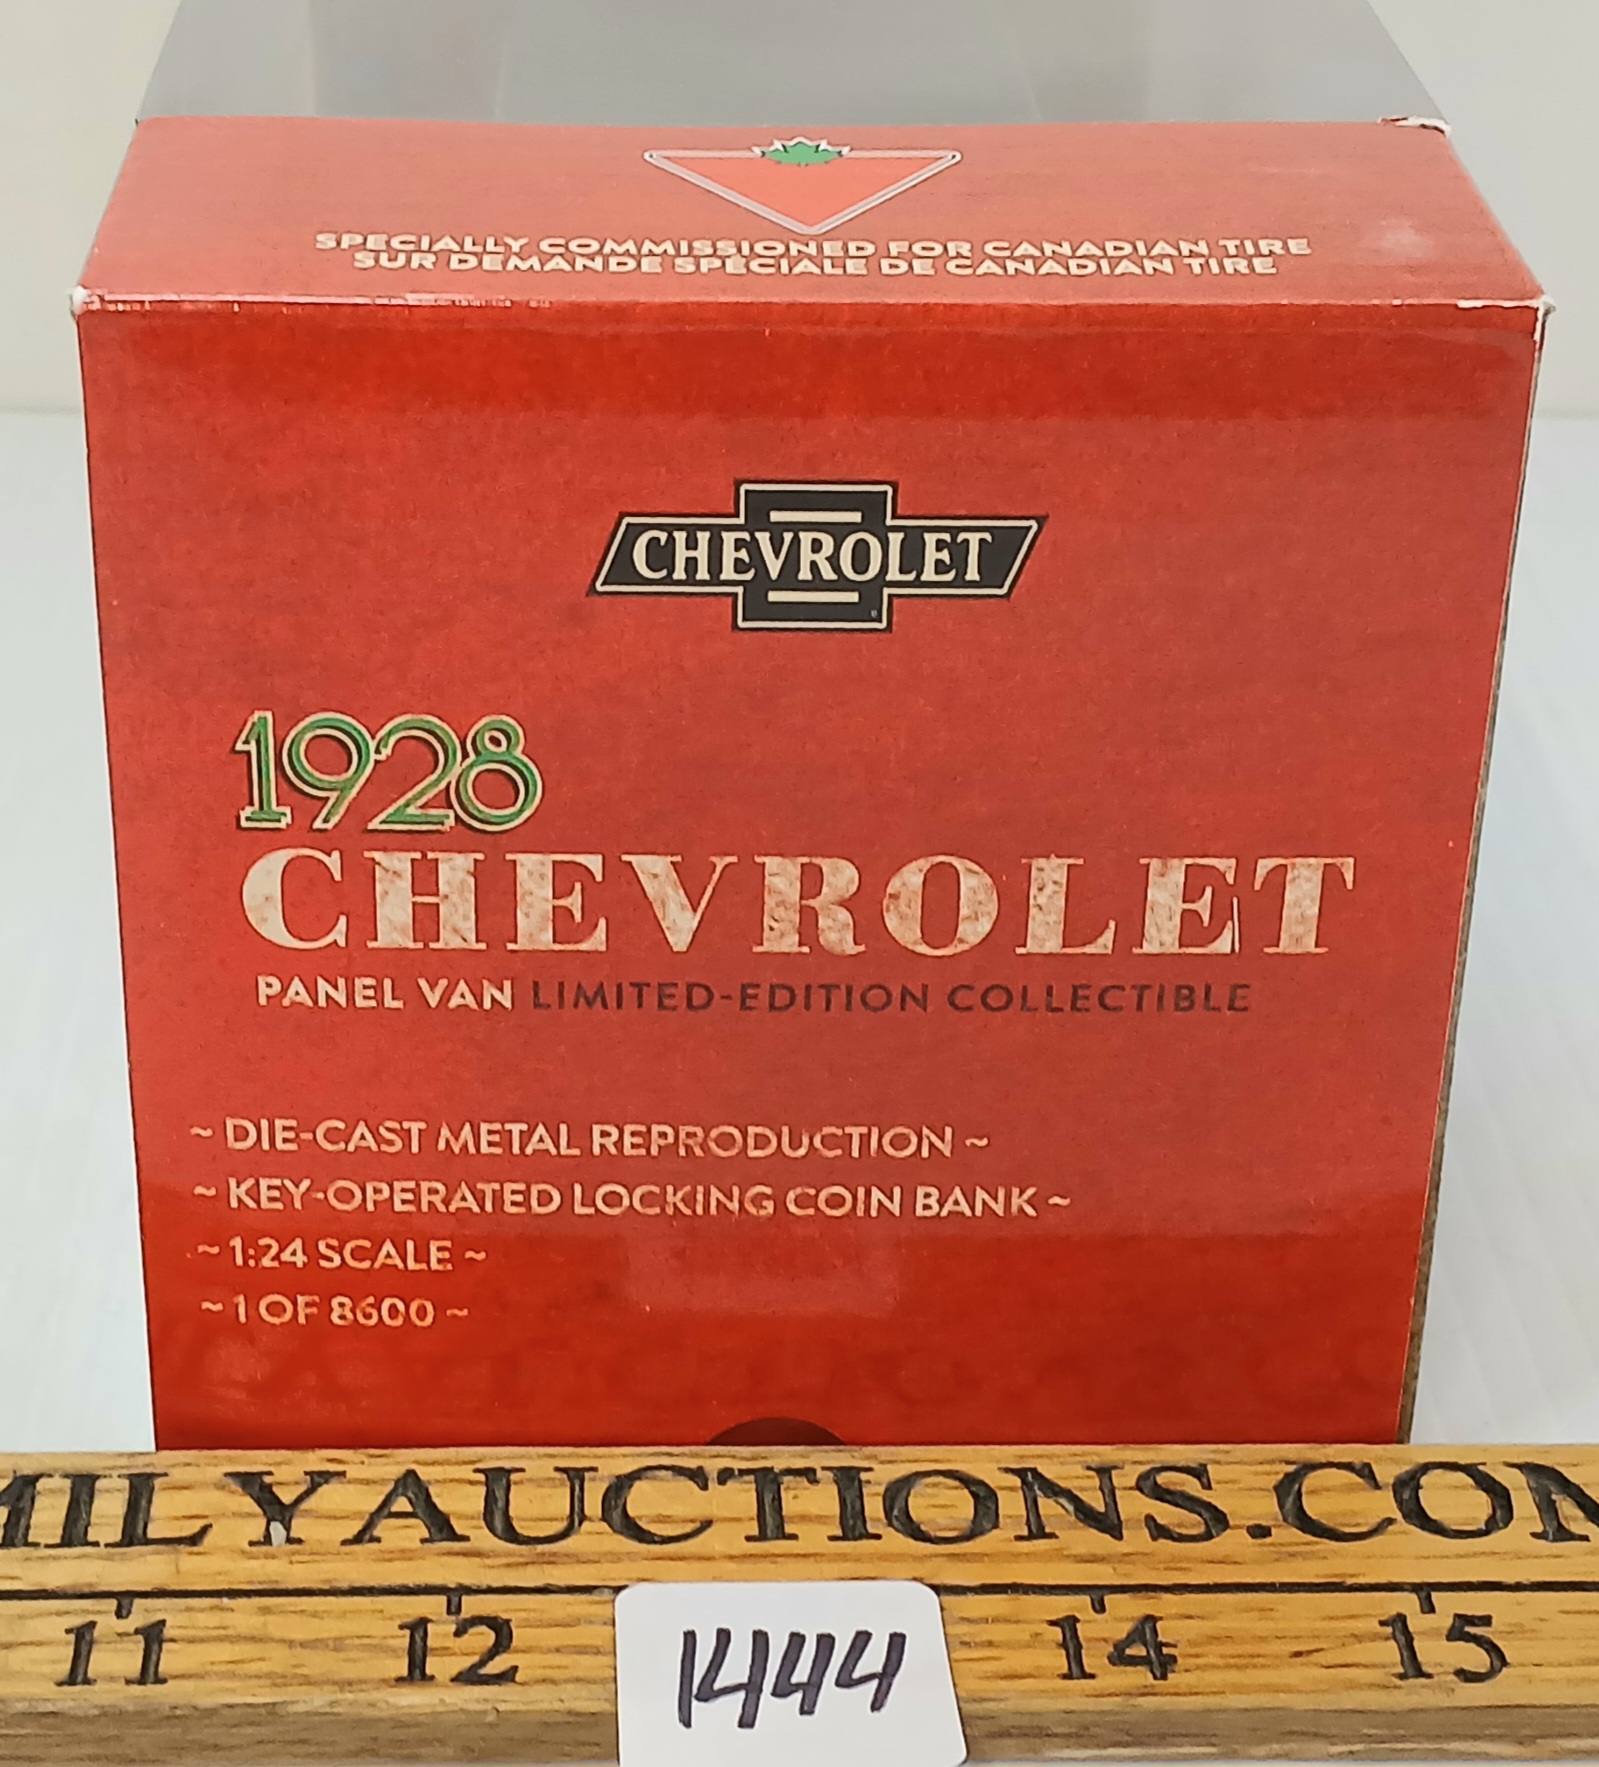 SPECIALLY COMMISSIONED FOR CANADIAN TIRE
SUR DEMANDE SPÉCIALE DE CANADIAN TIRE
CHEVROLET
1928
CHEVROLET
PANEL VAN LIMITED-EDITION COLLECTIBLE
~ DIE-CAST METAL REPRODUCTION ~
~ KEY-OPERATED LOCKING COIN BANK ~
~ 1:24 SCALE ~
~ 1 OF 8600 ~
MILYAUCTIONS.COM
11 12 14 15
1444